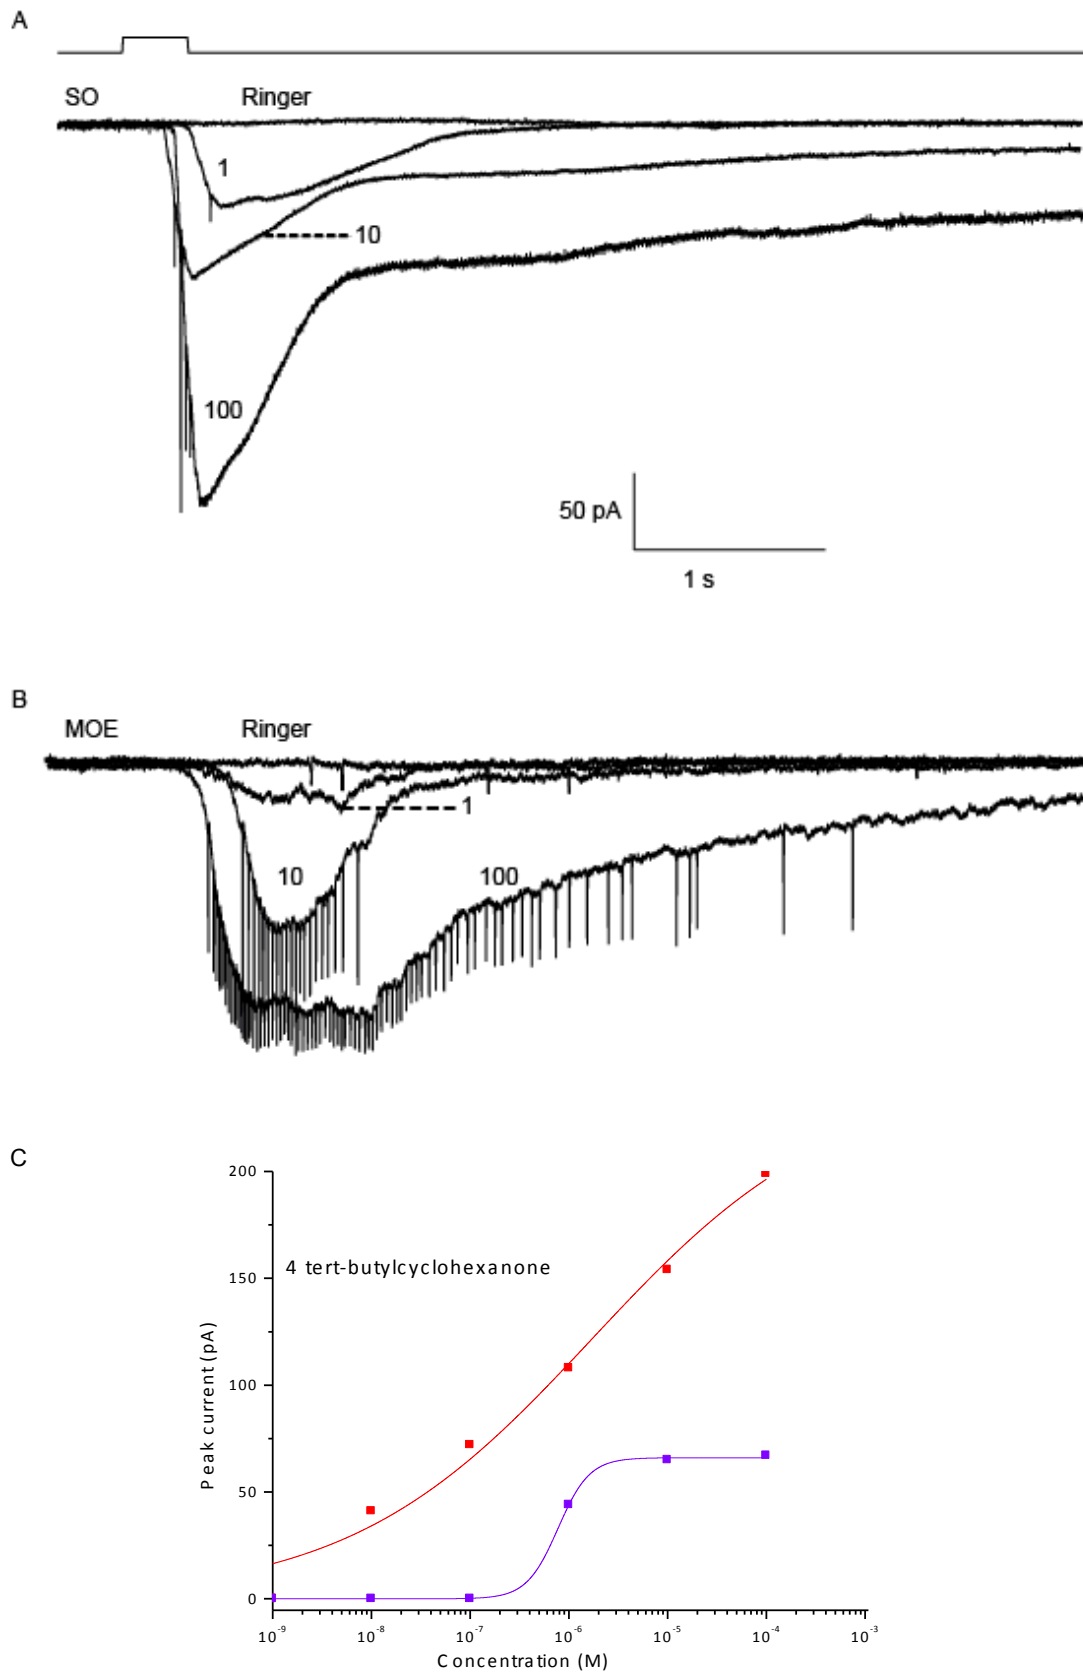 A
SO Ringer
1
10
100
50 pA
1 s
B
MOE Ringer
1
10 100
C
200
4 tert-butylcyclohexanone
150
100
50
0
Peak current (pA)
10-9 10-8 10-7 10-6 10-5 10-4 10-3
Concentration (M)